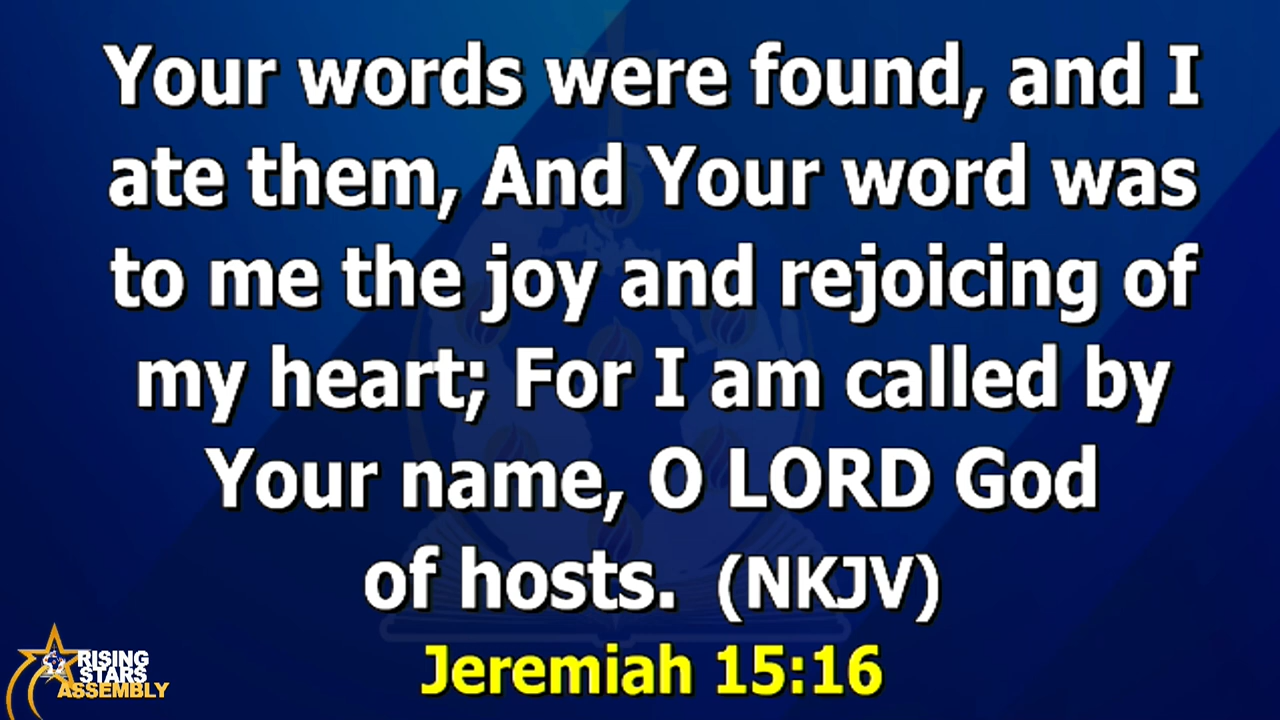 Your words were found, and I
ate them, And Your word was
to me the joy and rejoicing of
my heart; For I am called by
Your name, O LORD God
of hosts. (NKJV)
Jeremiah 15:16
RISING
STARS
ASSEMBLY